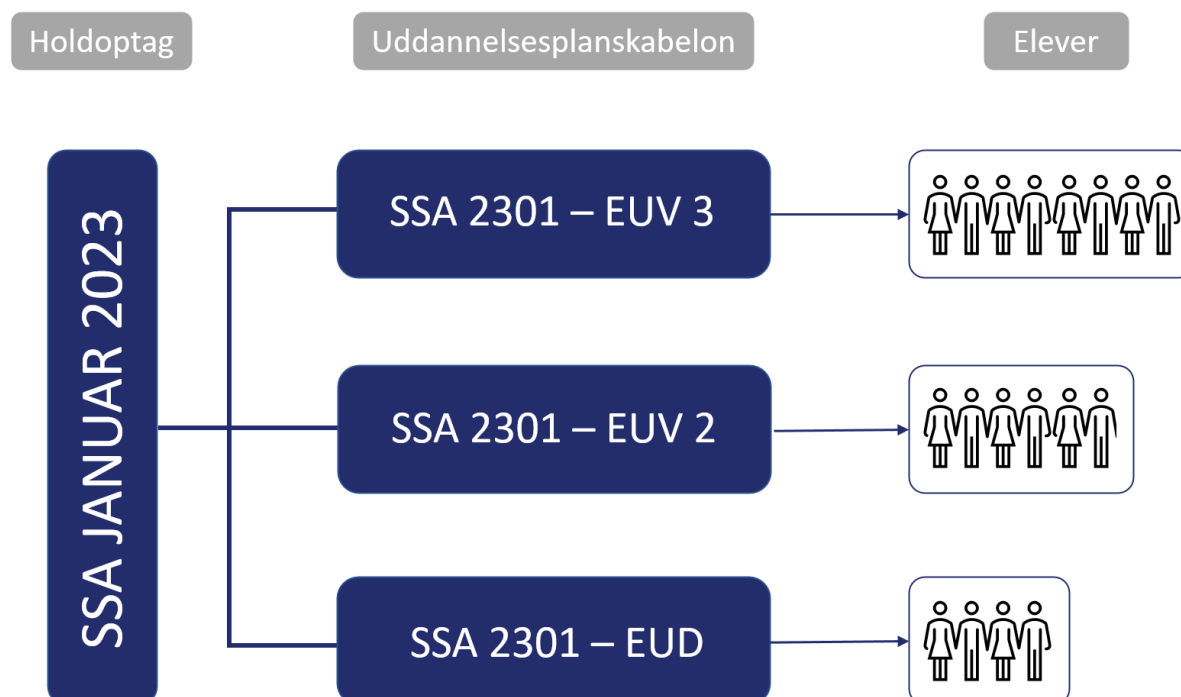 Holdoptag
Uddannelsesplanskabelon
Elever
SSA JANUAR 2023
SSA 2301 – EUV 3
SSA 2301 – EUV 2
SSA 2301 – EUD